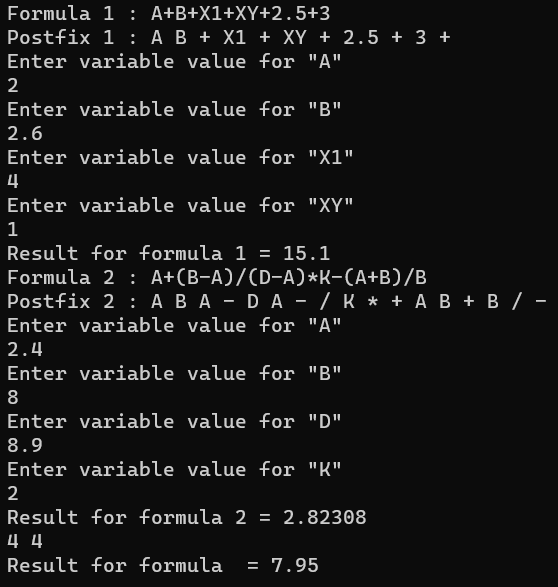 Formula 1 : A+B+X1+XY+2.5+3
Postfix 1 : A B + X1 + XY + 2.5 + 3 +
Enter variable value for "A"
2
Enter variable value for "B"
2.6
Enter variable value for "X1"
4
Enter variable value for "XY"
1
Result for formula 1 = 15.1
Formula 2 : A+(B-A)/(D-A)*K-(A+B)/B
Postfix 2 : A B A - D A - / K * + A B + B / -
Enter variable value for "A"
2.4
Enter variable value for "B"
8
Enter variable value for "D"
8.9
Enter variable value for "K"
2
Result for formula 2 = 2.82308
4 4
Result for formula  = 7.95